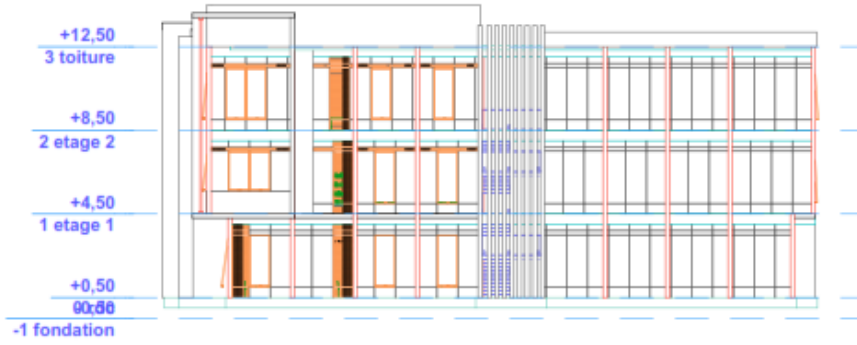 +12,50
3 toiture
+8,50
2 etage 2
+4,50
1 etage 1
+0,50
-1 fondation